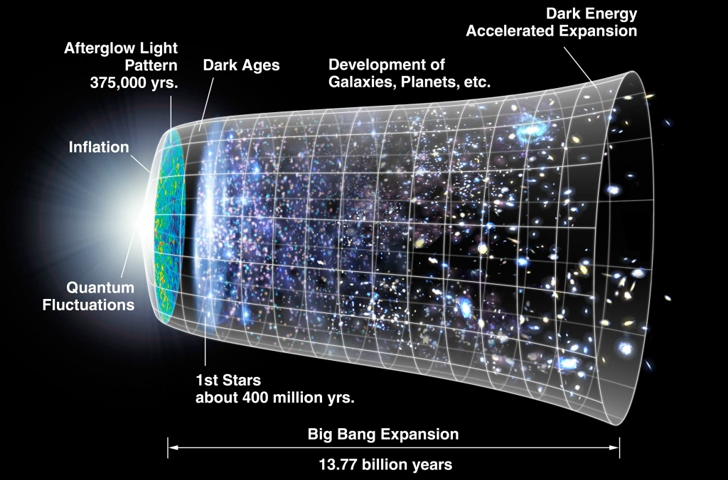 Dark Energy
Accelerated Expansion
Afterglow Light
Pattern
375,000 yrs.
Dark Ages
Development of
Galaxies, Planets, etc.
Inflation
Quantum
Fluctuations
1st Stars
about 400 million yrs.
Big Bang Expansion
13.77 billion years